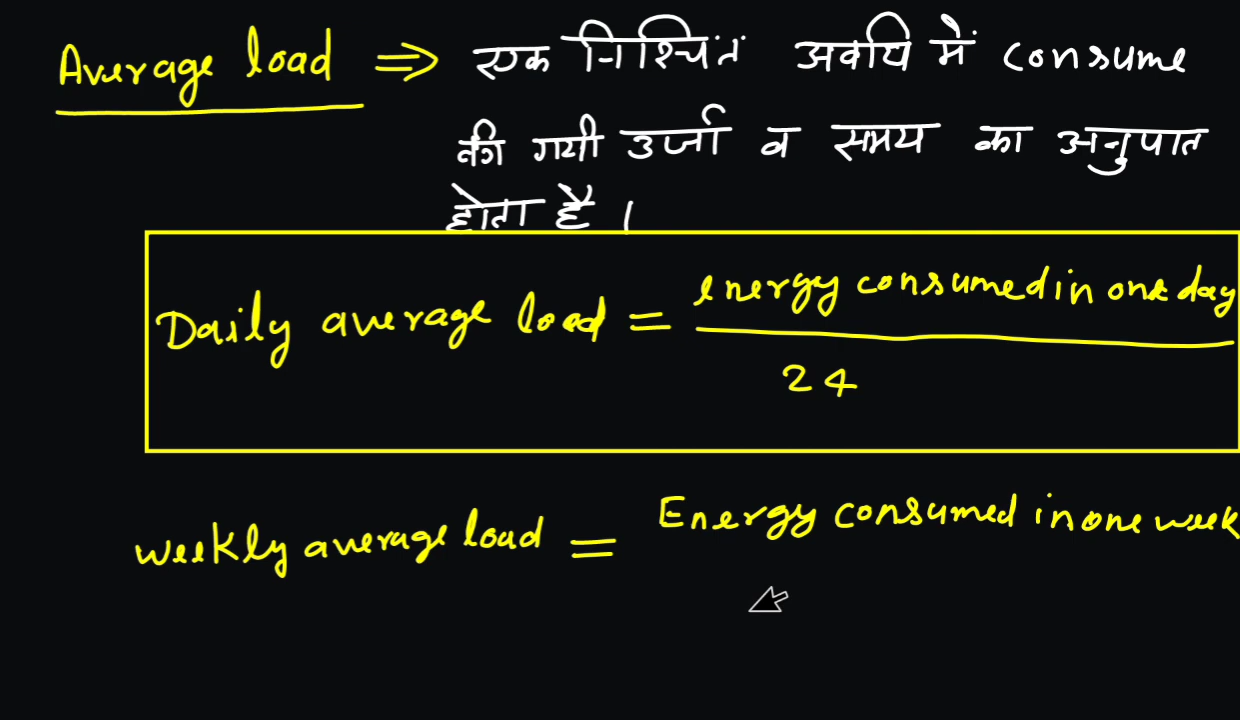 Average load ⇒ एक निश्चिंत अवधि में consume
की गयी उर्जा व समय का अनुपात
होता है ।
Daily average load = energy consumed in one day
24
weekly average load = Energy consumed in one week